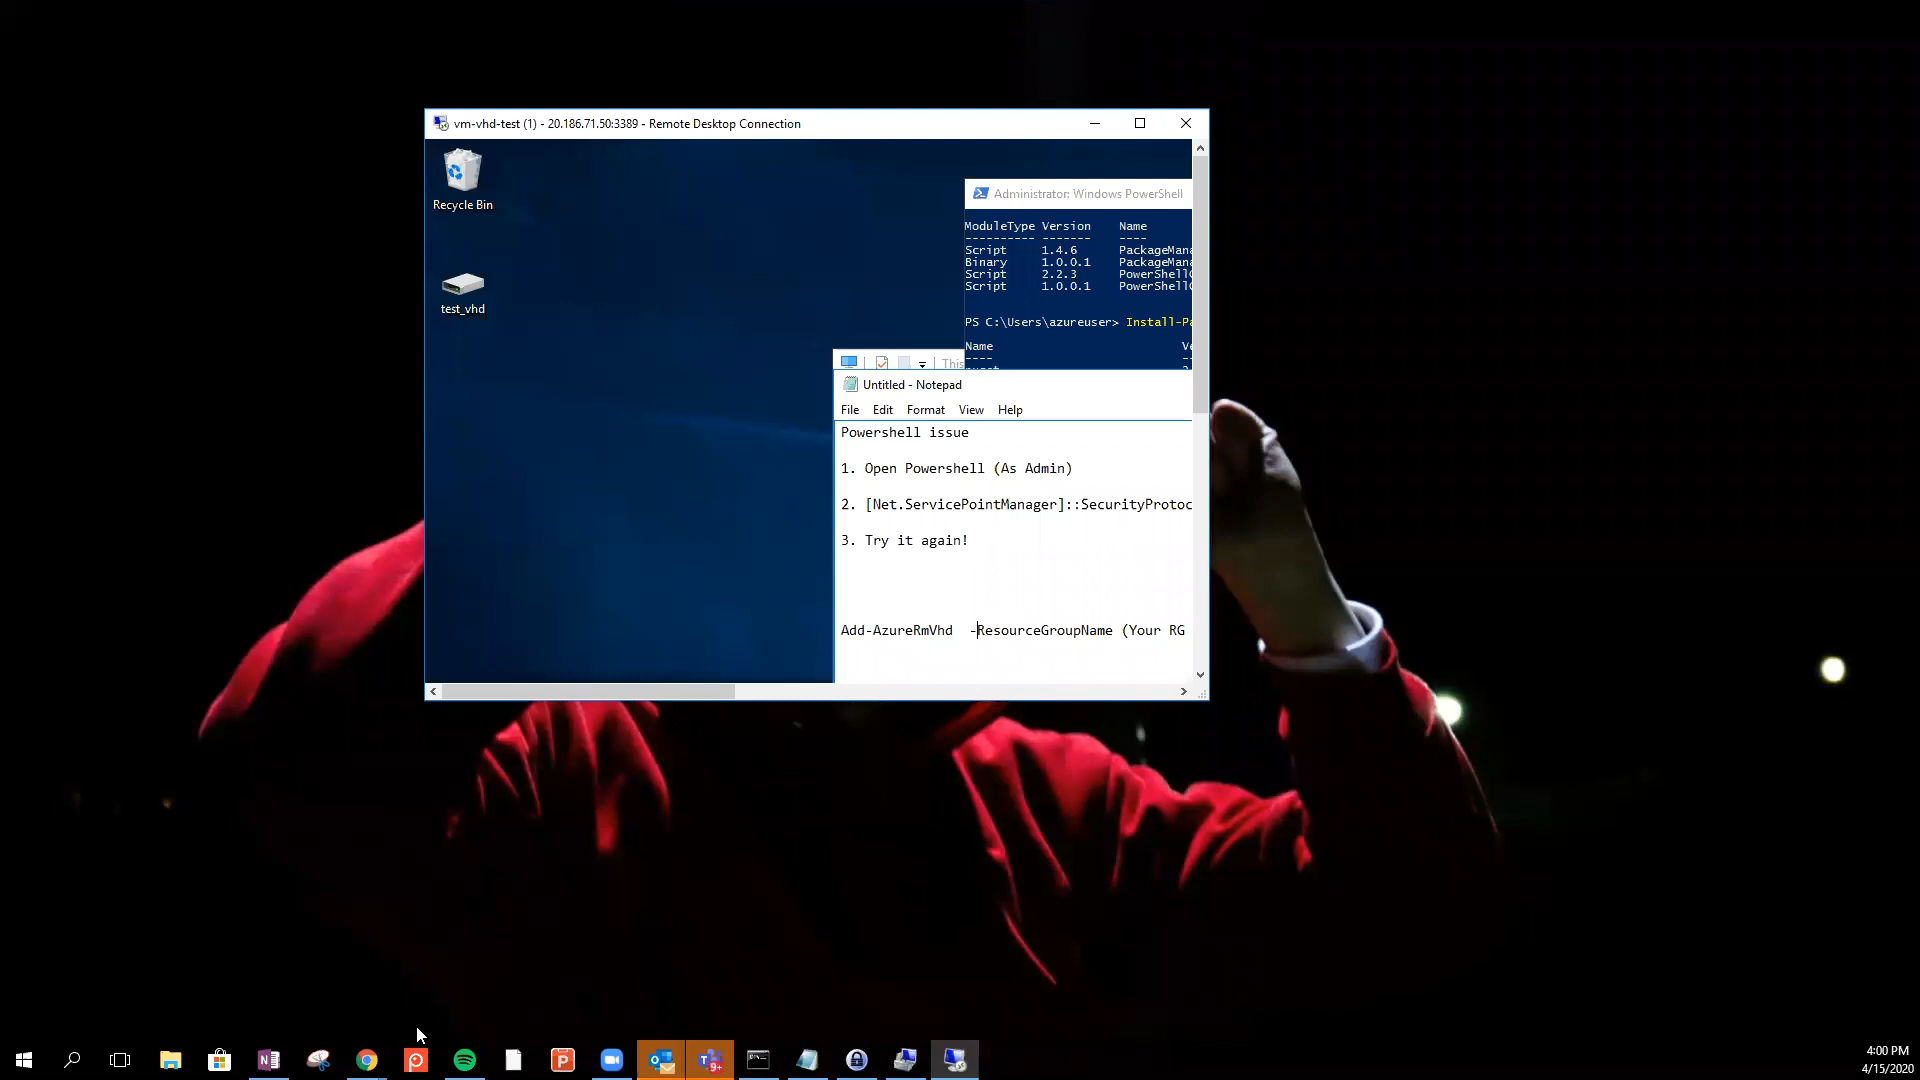 vm-vhd-test (1) - 20.186.71.50:3389 - Remote Desktop Connection
Recycle Bin
test_vhd
Administrator: Windows PowerShell
ModuleType Version Name
---------- ------- ----
Script 1.4.6 PackageMana
Binary 1.0.0.1 PackageMana
Script 2.2.3 PowerShellG
Script 1.0.0.1 PowerShellG
PS C:\Users\azureuser> Install-Pa
Name Ve
---- --
This
Untitled - Notepad
File Edit Format View Help
Powershell issue
1. Open Powershell (As Admin)
2. [Net.ServicePointManager]::SecurityProtoc
3. Try it again!
Add-AzureRmVhd -ResourceGroupName (Your RG
9+
4:00 PM
4/15/2020